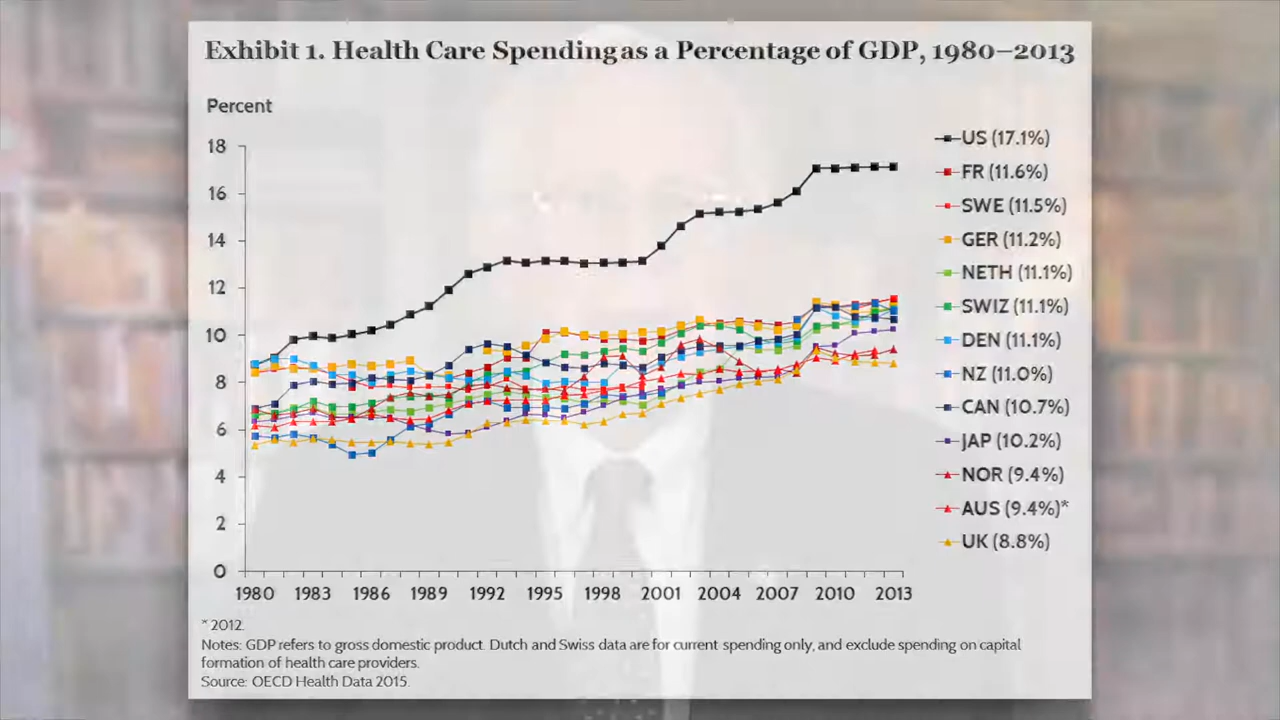 Exhibit 1. Health Care Spending as a Percentage of GDP, 1980–2013
Percent
18
16
14
12
10
8
6
4
2
0
1980 1983 1986 1989 1992 1995 1998 2001 2004 2007 2010 2013
US (17.1%)
FR (11.6%)
SWE (11.5%)
GER (11.2%)
NETH (11.1%)
SWIZ (11.1%)
DEN (11.1%)
NZ (11.0%)
CAN (10.7%)
JAP (10.2%)
NOR (9.4%)
AUS (9.4%)*
UK (8.8%)
* 2012.
Notes: GDP refers to gross domestic product. Dutch and Swiss data are for current spending only, and exclude spending on capital
formation of health care providers.
Source: OECD Health Data 2015.